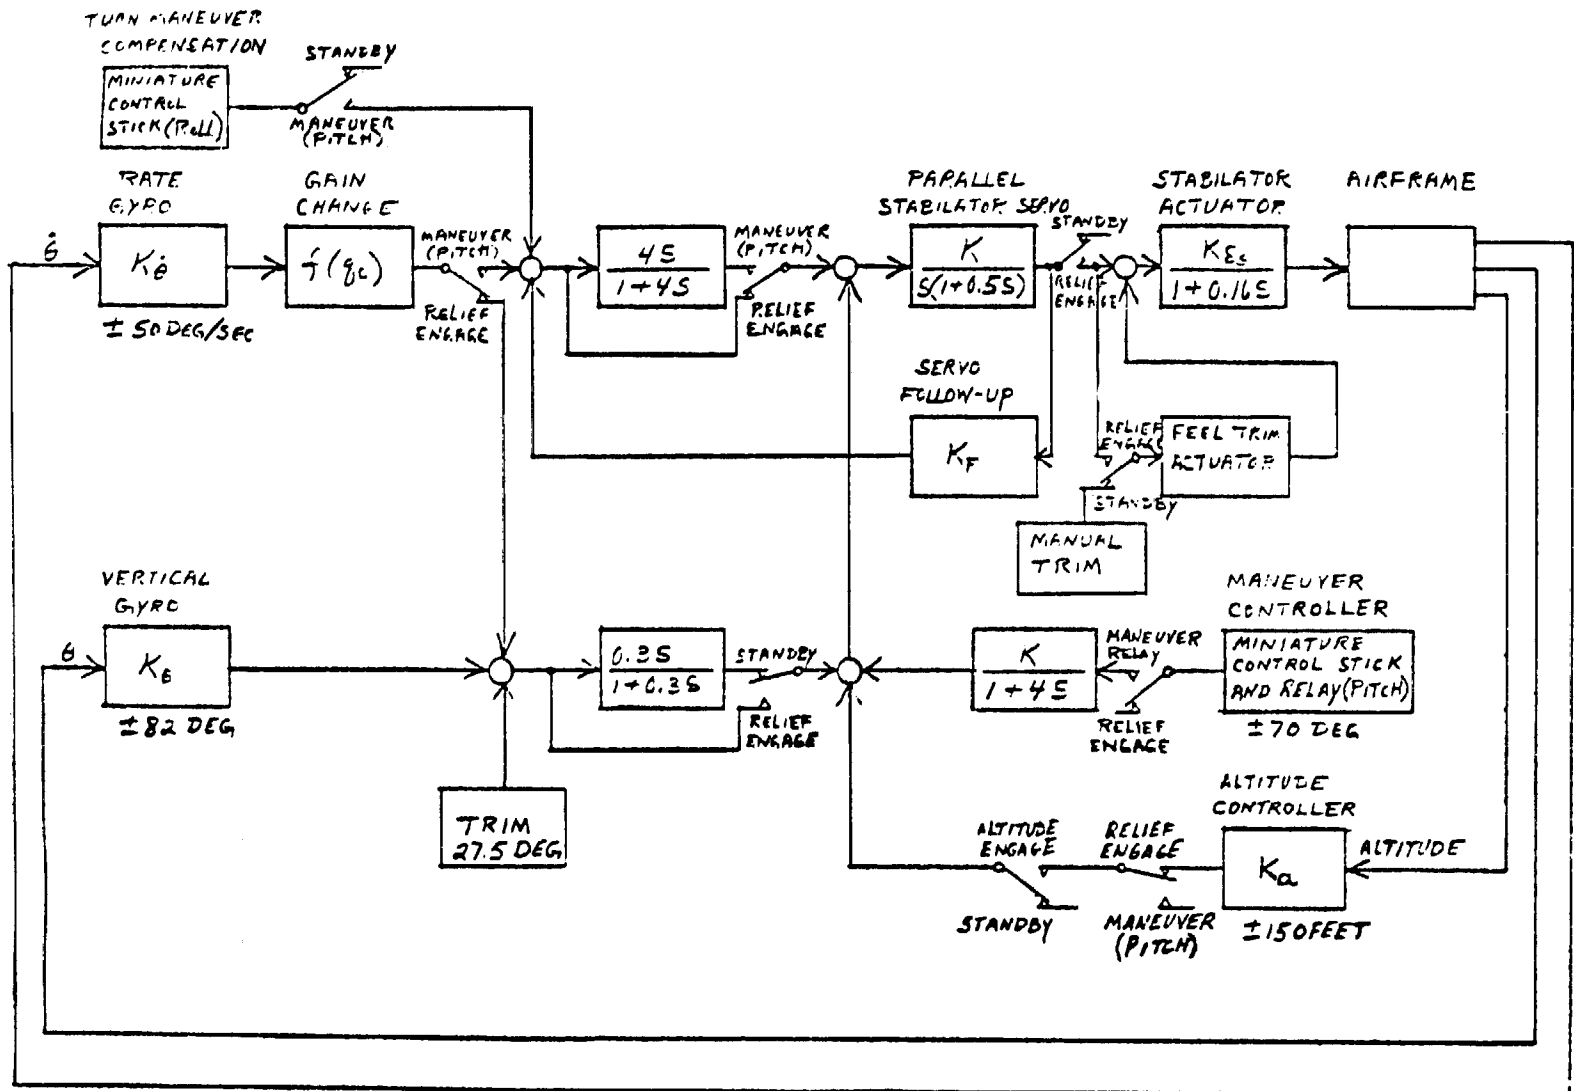 TURN MANEUVER
COMPENSATION
MINIATURE
CONTROL
STICK (Roll)
STANDBY
MANEUVER
(PITCH)
RATE
GYRO
θ̇
Kθ̇
± 50 DEG/SEC
GAIN
CHANGE
f(qc)
MANEUVER
(PITCH)
RELIEF
ENGAGE
4S
1+4S
MANEUVER
(PITCH)
RELIEF
ENGAGE
PARALLEL
STABILATOR SERVO
K
S(1+0.5S)
STANDBY
RELIEF
ENGAGE
STABILATOR
ACTUATOR
1+0.16S
AIRFRAME
SERVO
FOLLOW-UP
KF
RELIEF
ENGAGE
STANDBY
FEEL TRIM
ACTUATOR
MANUAL
TRIM
VERTICAL
GYRO
θ
Kθ
±82 DEG
TRIM
27.5 DEG
0.3S
1+0.3S
STANDBY
RELIEF
ENGAGE
K
1+4S
MANEUVER
RELAY
RELIEF
ENGAGE
MANEUVER
CONTROLLER
MINIATURE
CONTROL STICK
AND RELAY (PITCH)
±70 DEG
ALTITUDE
CONTROLLER
Ka
±150 FEET
ALTITUDE
ALTITUDE
ENGAGE
STANDBY
RELIEF
ENGAGE
MANEUVER
(PITCH)